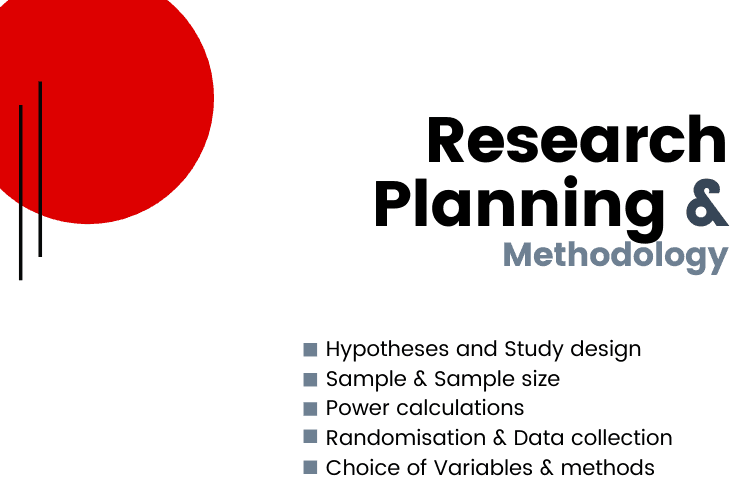 Research
Planning &
Methodology
Hypotheses and Study design
Sample & Sample size
Power calculations
Randomisation & Data collection
Choice of Variables & methods